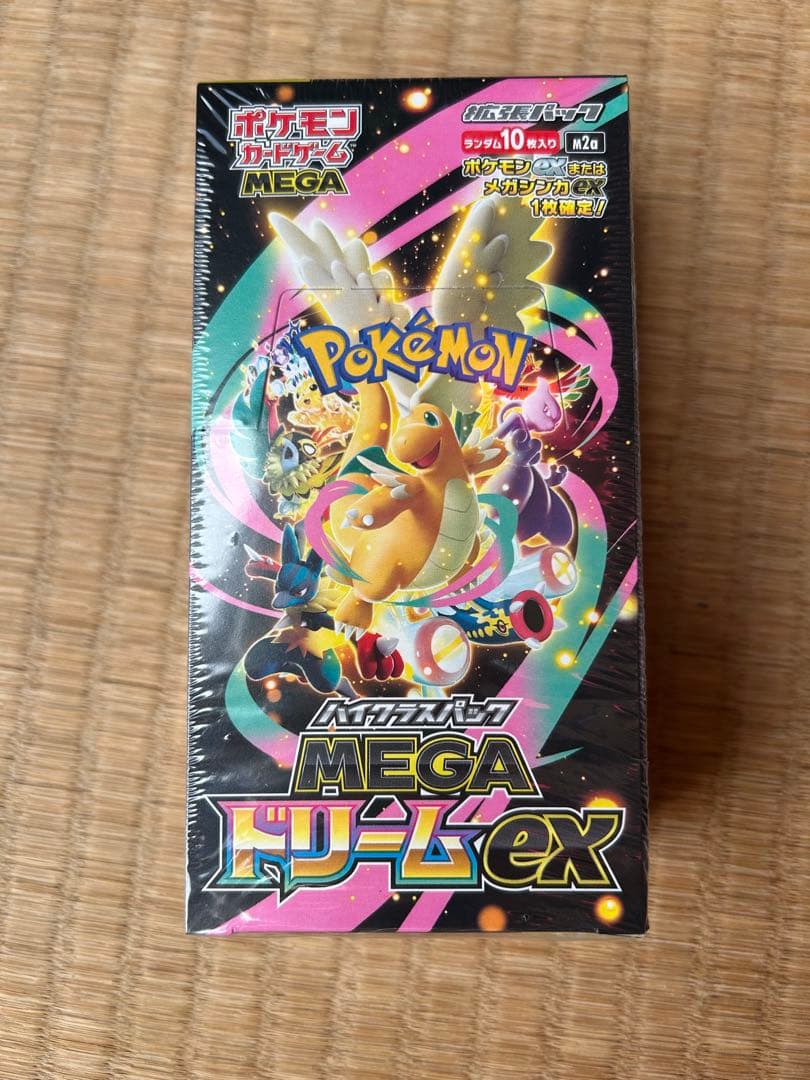 ポケモン
カードゲーム
MEGA
拡張パック
ランダム10枚入り M2a
ポケモンexまたは
メガシンカex
1枚確定!
POKéMON
TM
ハイクラスパック
MEGA
ドリームex